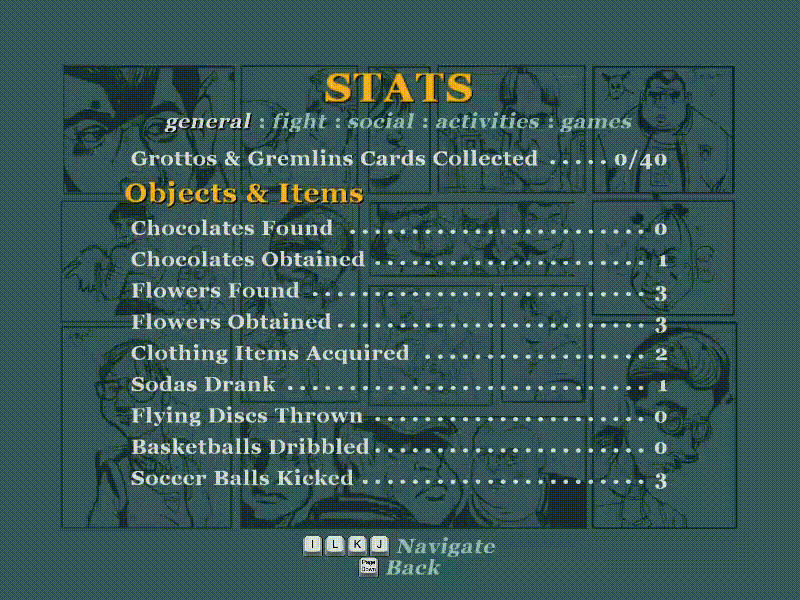 STATS
general : fight : social : activities : games
Grottos & Gremlins Cards Collected ..... 0/40
Objects & Items
Chocolates Found ........................ 0
Chocolates Obtained ..................... 1
Flowers Found ........................... 3
Flowers Obtained ........................ 3
Clothing Items Acquired ................. 2
Sodas Drank ............................. 1
Flying Discs Thrown ..................... 0
Basketballs Dribbled ..................... 0
Soccer Balls Kicked ...................... 3
I L K J Navigate
Page Down Back